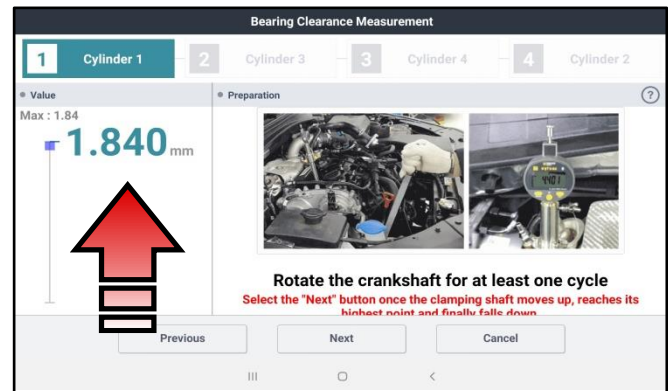 Bearing Clearance Measurement
1 Cylinder 1
2 Cylinder 3
3 Cylinder 4
4 Cylinder 2
Value
Preparation
?
Max : 1.84
1.840 mm
Rotate the crankshaft for at least one cycle
Select the "Next" button once the clamping shaft moves up, reaches its
highest point and finally falls down
Previous
Next
Cancel